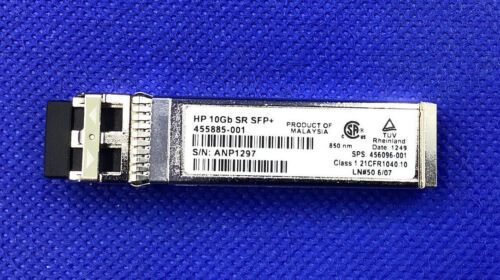 HP 10Gb SR SFP+
455885-001
S/N: ANP1297
PRODUCT OF
MALAYSIA
850 nm
TUV
Rheinland
Date 1249
SPS: 456096-001
Class 1 21CFR1040.10
LN#50 6/07